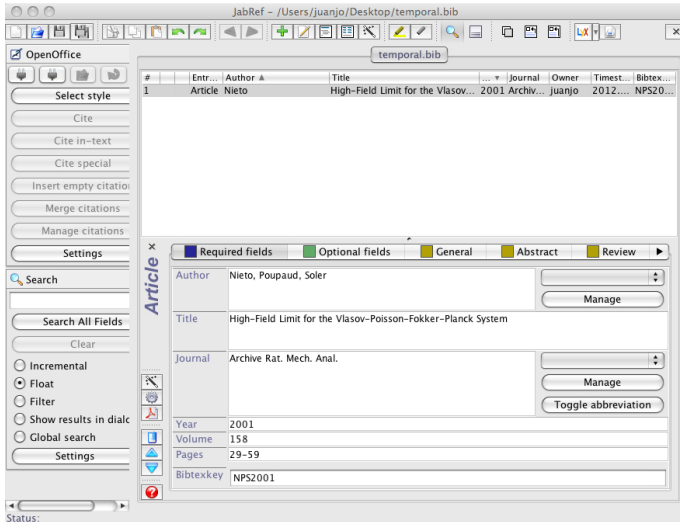 JabRef - /Users/juanjo/Desktop/temporal.bib
OpenOffice
temporal.bib
# Entr... Author Title ... Journal Owner Timest... Bibtex...
1 Article Nieto High-Field Limit for the Vlasov... 2001 Archiv... juanjo 2012.... NPS20...
Select style
Cite
Cite in-text
Cite special
Insert empty citation
Merge citations
Manage citations
Settings
Search
Search All Fields
Clear
Incremental
Float
Filter
Show results in dialo
Global search
Settings
Status:
Article
Required fields Optional fields General Abstract Review
Author Nieto, Poupaud, Soler
Manage
Title High-Field Limit for the Vlasov-Poisson-Fokker-Planck System
Journal Archive Rat. Mech. Anal.
Manage
Toggle abbreviation
Year 2001
Volume 158
Pages 29-59
Bibtexkey NPS2001